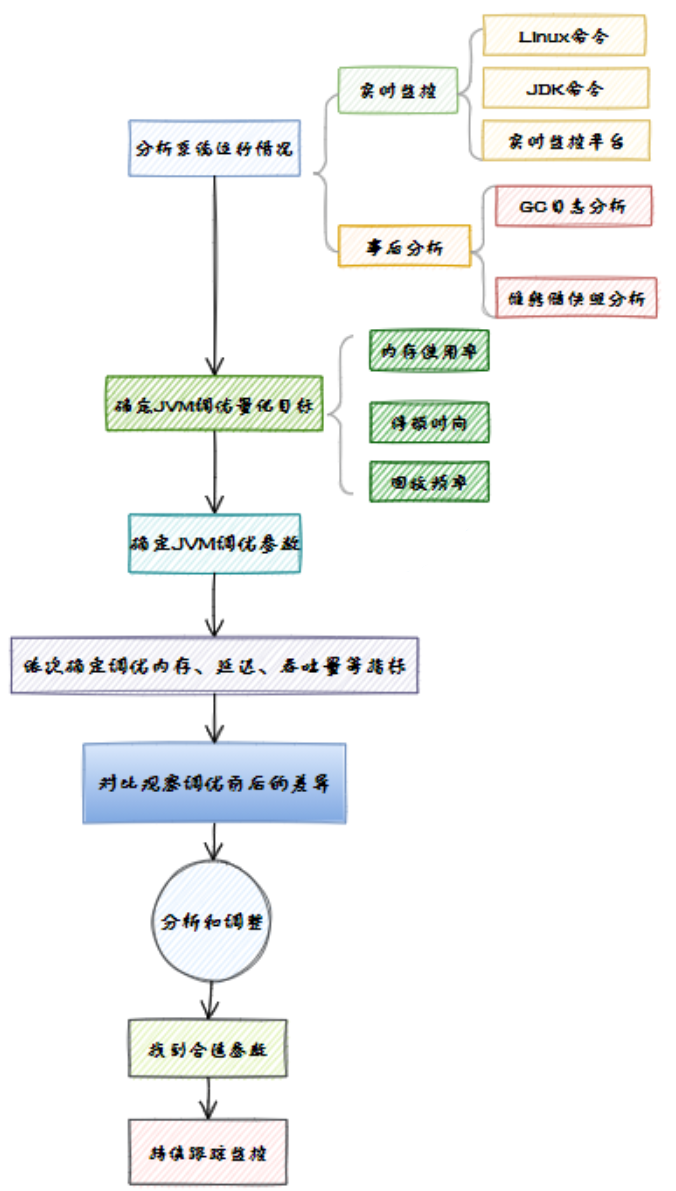 Linux命令
实时监控
JDK命令
实时监控平台
分析系统运行情况
GC日志分析
事后分析
堆转储快照分析
内存使用率
确定JVM调优量化目标
停顿时间
回收频率
确定JVM调优参数
依次确定调优内存、延迟、吞吐量等指标
对比观察调优前后的差异
分析和调整
找到合适参数
持续跟踪监控